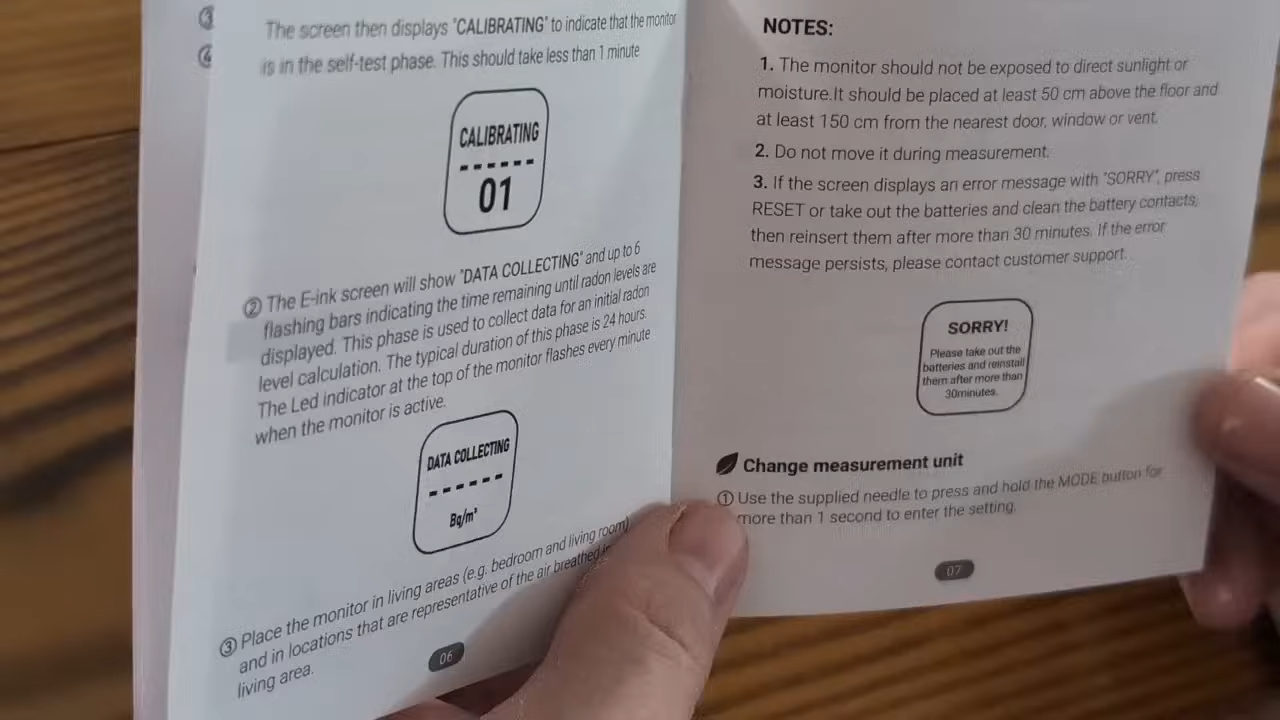 ③
④
The screen then displays "CALIBRATING" to indicate that the monitor
is in the self-test phase. This should take less than 1 minute
CALIBRATING
01
② The E-ink screen will show "DATA COLLECTING" and up to 6
flashing bars indicating the time remaining until radon levels are
displayed. This phase is used to collect data for an initial radon
level calculation. The typical duration of this phase is 24 hours.
The Led indicator at the top of the monitor flashes every minute
when the monitor is active.
DATA COLLECTING
Bq/m³
③ Place the monitor in living areas (e.g. bedroom and living room)
and in locations that are representative of the air breathed in
living area.
06
NOTES:
1. The monitor should not be exposed to direct sunlight or
moisture.It should be placed at least 50 cm above the floor and
at least 150 cm from the nearest door, window or vent.
2. Do not move it during measurement.
3. If the screen displays an error message with "SORRY", press
RESET or take out the batteries and clean the battery contacts,
then reinsert them after more than 30 minutes. If the error
message persists, please contact customer support.
SORRY!
Please take out the
batteries and reinstall
them after more than
30minutes.
Change measurement unit
① Use the supplied needle to press and hold the MODE button for
more than 1 second to enter the setting.
07